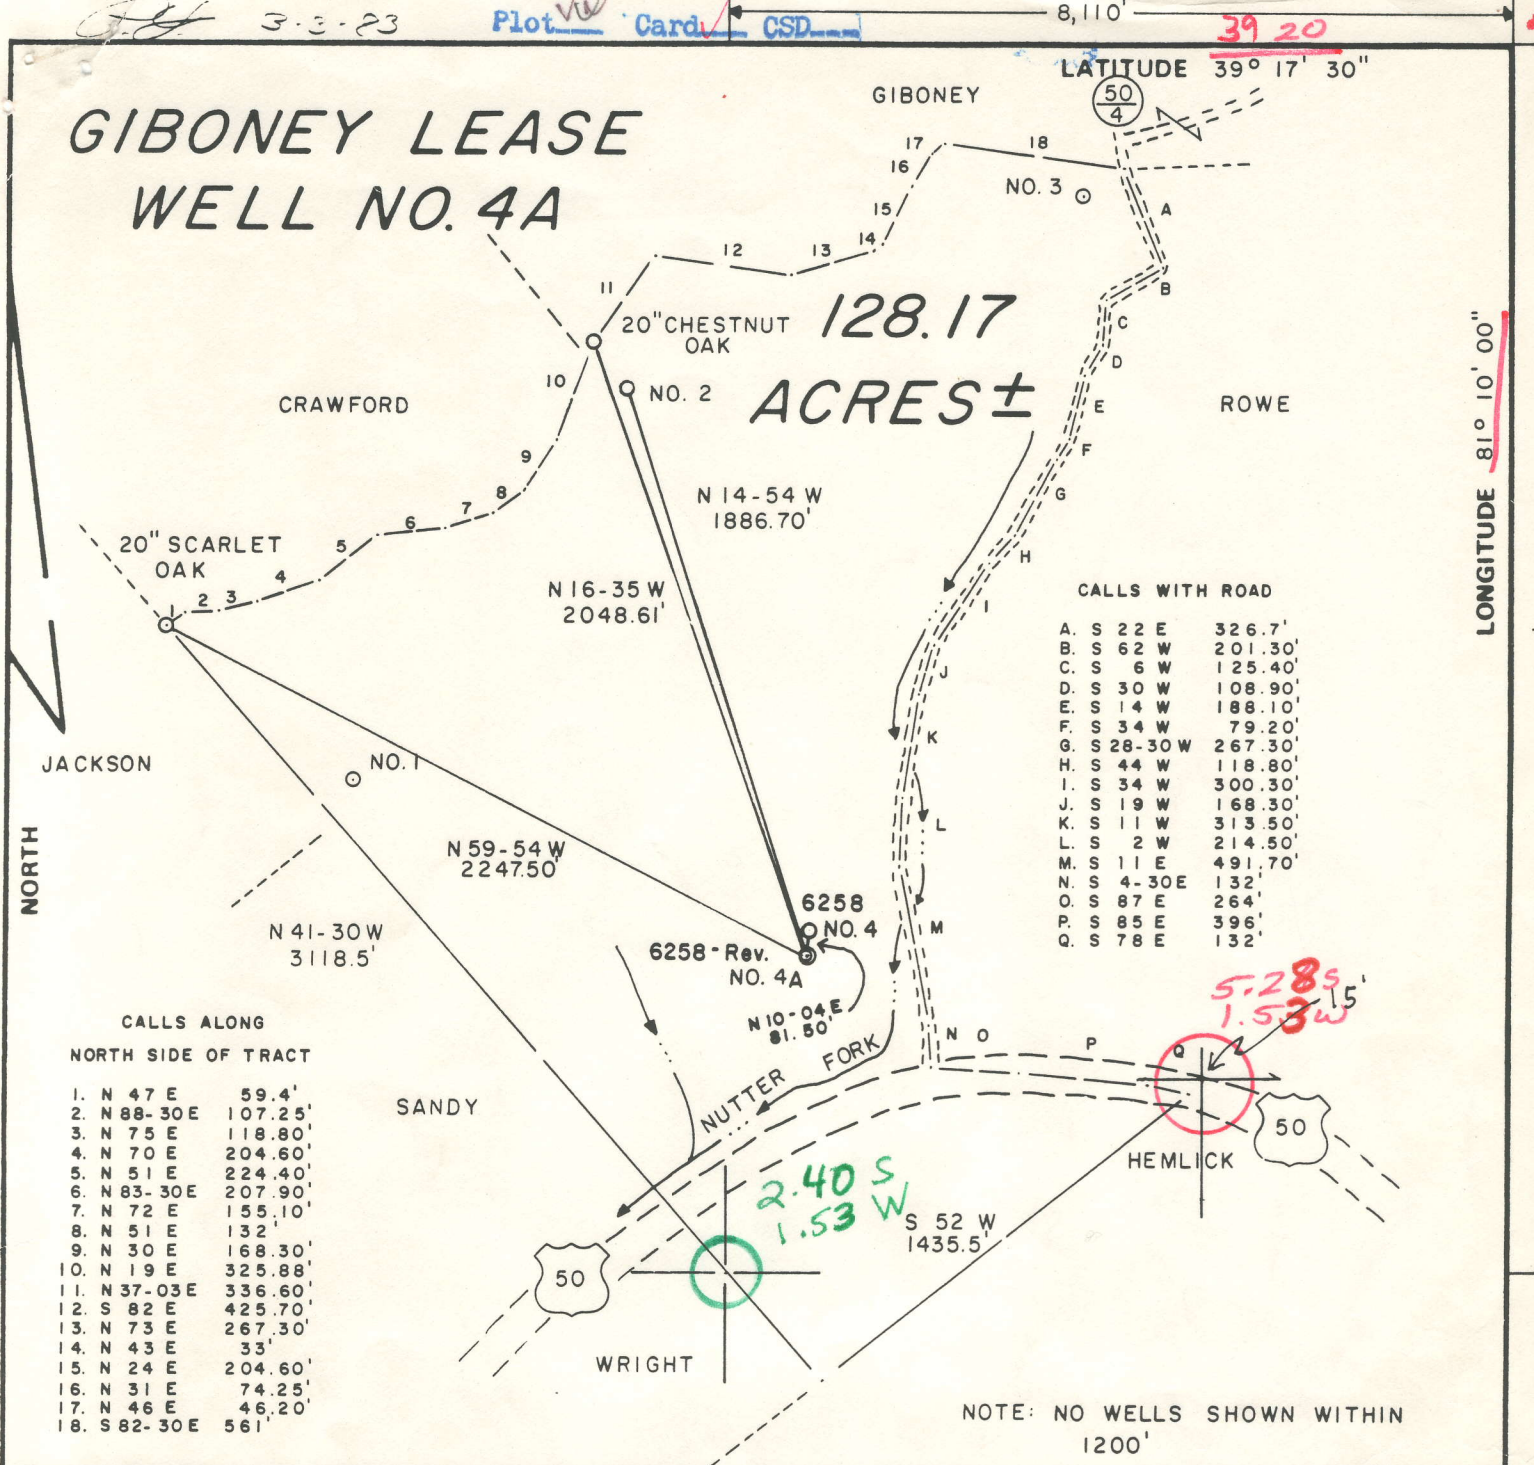 3-3-83
Plot Card CSD
8,110'
39 20
LATITUDE 39° 17' 30"
GIBONEY LEASE
WELL NO. 4A
GIBONEY
50
4
17
18
16
NO. 3
15
A
14
13
12
B
11
20" CHESTNUT
OAK
128.17
ACRES ±
C
D
10
NO. 2
CRAWFORD
E
ROWE
LONGITUDE 81° 10' 00"
F
9
8
G
7
6
N 14-54 W
1886.70'
5
20" SCARLET
OAK
H
4
3
2
1
I
N 16-35 W
2048.61'
J
K
L
M
CALLS WITH ROAD
A. S 22 E 326.7'
B. S 62 W 201.30'
C. S 6 W 125.40'
D. S 30 W 108.90'
E. S 14 W 188.10'
F. S 34 W 79.20'
G. S 28-30 W 267.30'
H. S 44 W 118.80'
I. S 34 W 300.30'
J. S 19 W 168.30'
K. S 11 W 313.50'
L. S 2 W 214.50'
M. S 11 E 491.70'
N. S 4-30 E 132'
O. S 87 E 264'
P. S 85 E 396'
Q. S 78 E 132'
JACKSON
NO. 1
NORTH
N 59-54 W
2247.50'
N 41-30 W
3118.5'
6258
NO. 4
6258-Rev.
NO. 4A
N 10-04 E
81.50'
5.28 S
1.53 W
15'
N O P Q
NUTTER FORK
50
HEMLICK
CALLS ALONG
NORTH SIDE OF TRACT
1. N 47 E 59.4'
2. N 88-30 E 107.25'
3. N 75 E 118.80'
4. N 70 E 204.60'
5. N 51 E 224.40'
6. N 83-30 E 207.90'
7. N 72 E 155.10'
8. N 51 E 132'
9. N 30 E 168.30'
10. N 19 E 325.88'
11. N 37-03 E 336.60'
12. S 82 E 425.70'
13. N 73 E 267.30'
14. N 43 E 33'
15. N 24 E 204.60'
16. N 31 E 74.25'
17. N 46 E 46.20'
18. S 82-30 E 561'
SANDY
2.40 S
1.53 W
S 52 W
1435.5'
50
WRIGHT
NOTE: NO WELLS SHOWN WITHIN
1200'